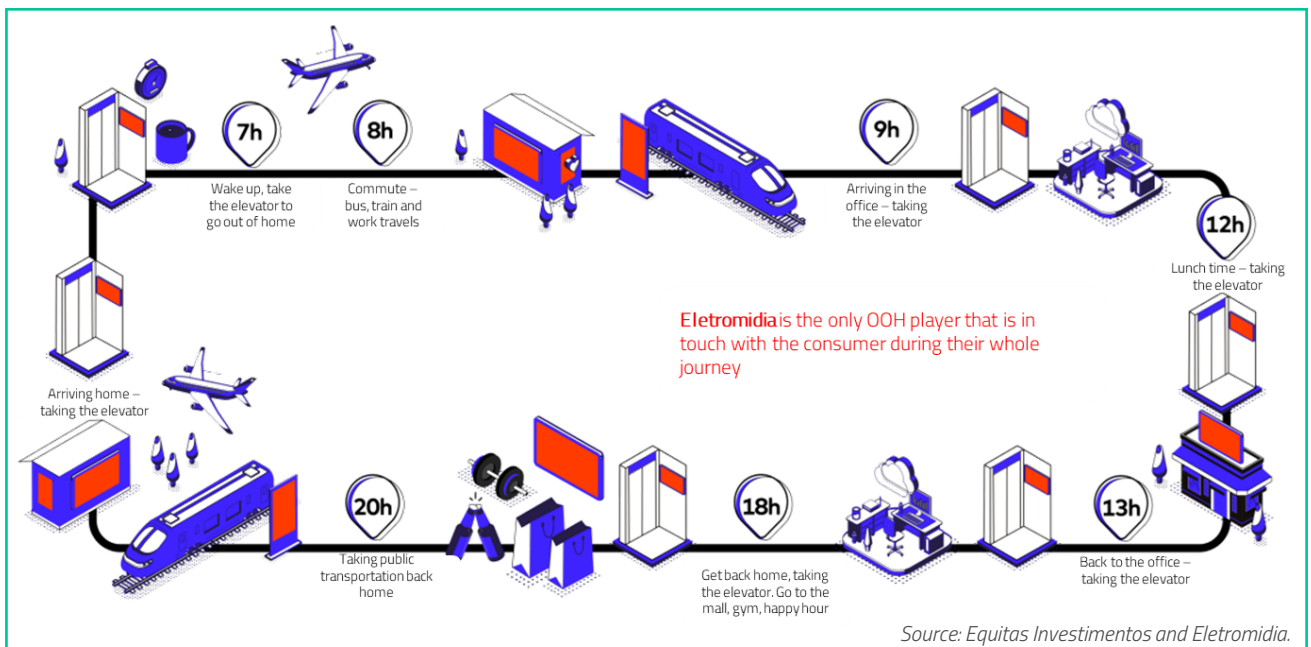 7h
Wake up, take
the elevator to
go out of home
8h
Commute –
bus, train and
work travels
9h
Arriving in the
office – taking
the elevator
12h
Lunch time – taking
the elevator
Eletromidia is the only OOH player that is in
touch with the consumer during their whole
journey
13h
Back to the office –
taking the elevator
18h
Get back home, taking
the elevator. Go to the
mall, gym, happy hour
20h
Taking public
transportation back
home
Arriving home –
taking the elevator
Source: Equitas Investimentos and Eletromidia.